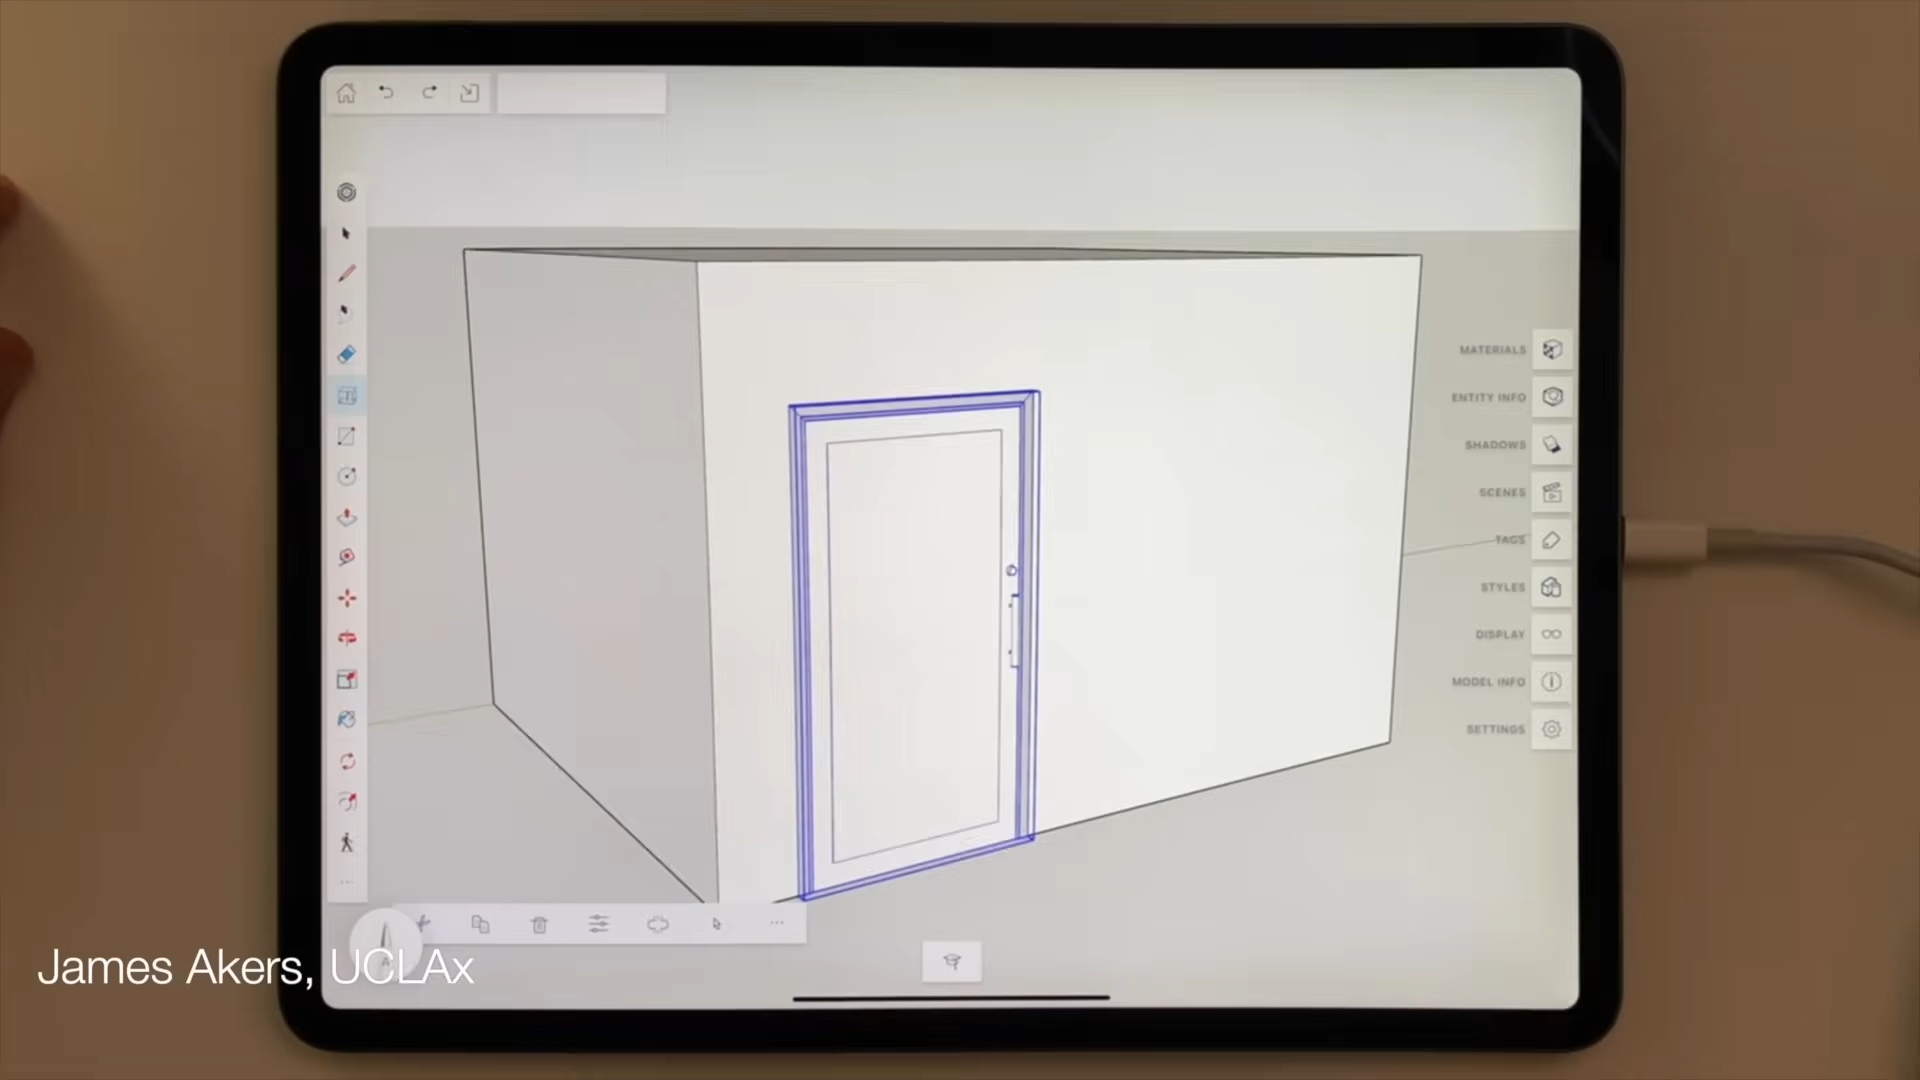 MATERIALS
ENTITY INFO
SHADOWS
SCENES
TAGS
STYLES
DISPLAY
MODEL INFO
SETTINGS
James Akers, UCLAx